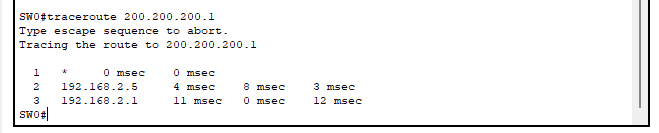 SW0#traceroute 200.200.200.1
Type escape sequence to abort.
Tracing the route to 200.200.200.1
1 * 0 msec 0 msec
2 192.168.2.5 4 msec 8 msec 3 msec
3 192.168.2.1 11 msec 0 msec 12 msec
SW0#